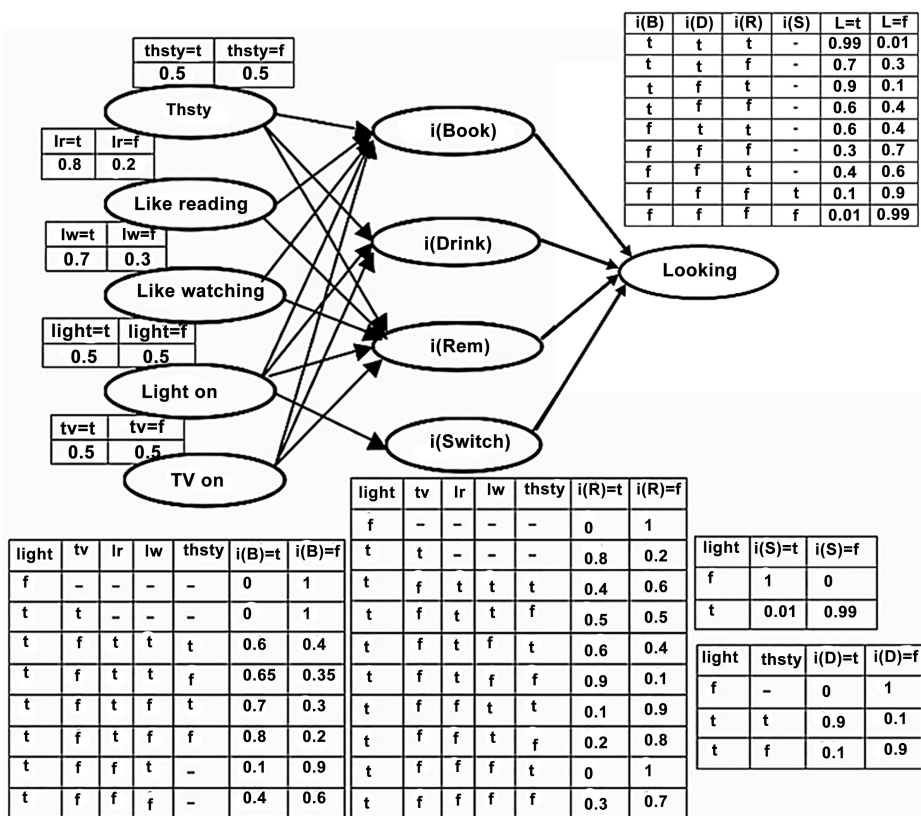 thsty=t thsty=f
0.5 0.5
Thsty
lr=t lr=f
0.8 0.2
Like reading
lw=t lw=f
0.7 0.3
Like watching
light=t light=f
0.5 0.5
Light on
tv=t tv=f
0.5 0.5
TV on
i(Book)
i(Drink)
i(Rem)
i(Switch)
Looking
i(B) i(D) i(R) i(S) L=t L=f
t t t - 0.99 0.01
t t f - 0.7 0.3
t f t - 0.9 0.1
t f f - 0.6 0.4
f t t - 0.6 0.4
f f f - 0.3 0.7
f f t - 0.4 0.6
f f f t 0.1 0.9
f f f f 0.01 0.99
light tv lr lw thsty i(B)=t i(B)=f
f – – – – 0 1
t t – – – 0 1
t f t t t 0.6 0.4
t f t t f 0.65 0.35
t f t f t 0.7 0.3
t f t f f 0.8 0.2
t f f t – 0.1 0.9
t f f f – 0.4 0.6
light tv lr lw thsty i(R)=t i(R)=f
f – – – – 0 1
t t – – – 0.8 0.2
t f t t t 0.4 0.6
t f t t f 0.5 0.5
t f t f t 0.6 0.4
t f t f f 0.9 0.1
t f f t t 0.1 0.9
t f f t f 0.2 0.8
t f f f t 0 1
t f f f f 0.3 0.7
light i(S)=t i(S)=f
f 1 0
t 0.01 0.99
light thsty i(D)=t i(D)=f
f – 0 1
t t 0.9 0.1
t f 0.1 0.9